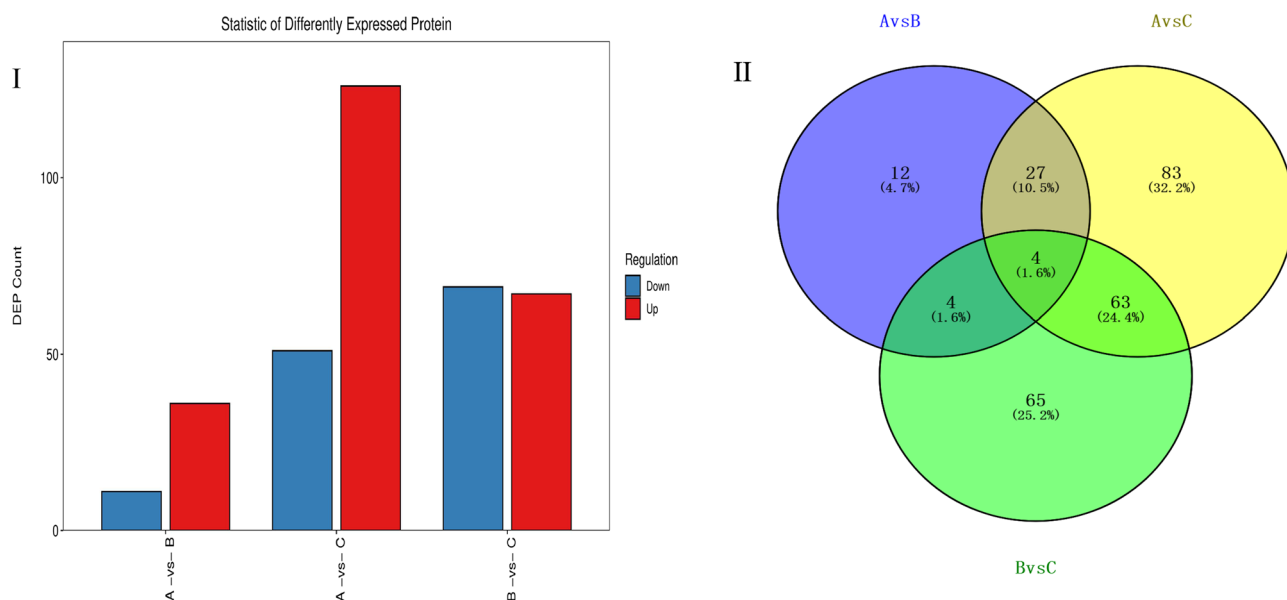 I
Statistic of Differently Expressed Protein
DEP Count
100
50
0
A -vs- B
A -vs- C
B -vs- C
Regulation
Down
Up
II
AvsB
AvsC
12
(4.7%)
27
(10.5%)
83
(32.2%)
4
(1.6%)
4
(1.6%)
63
(24.4%)
65
(25.2%)
BvsC